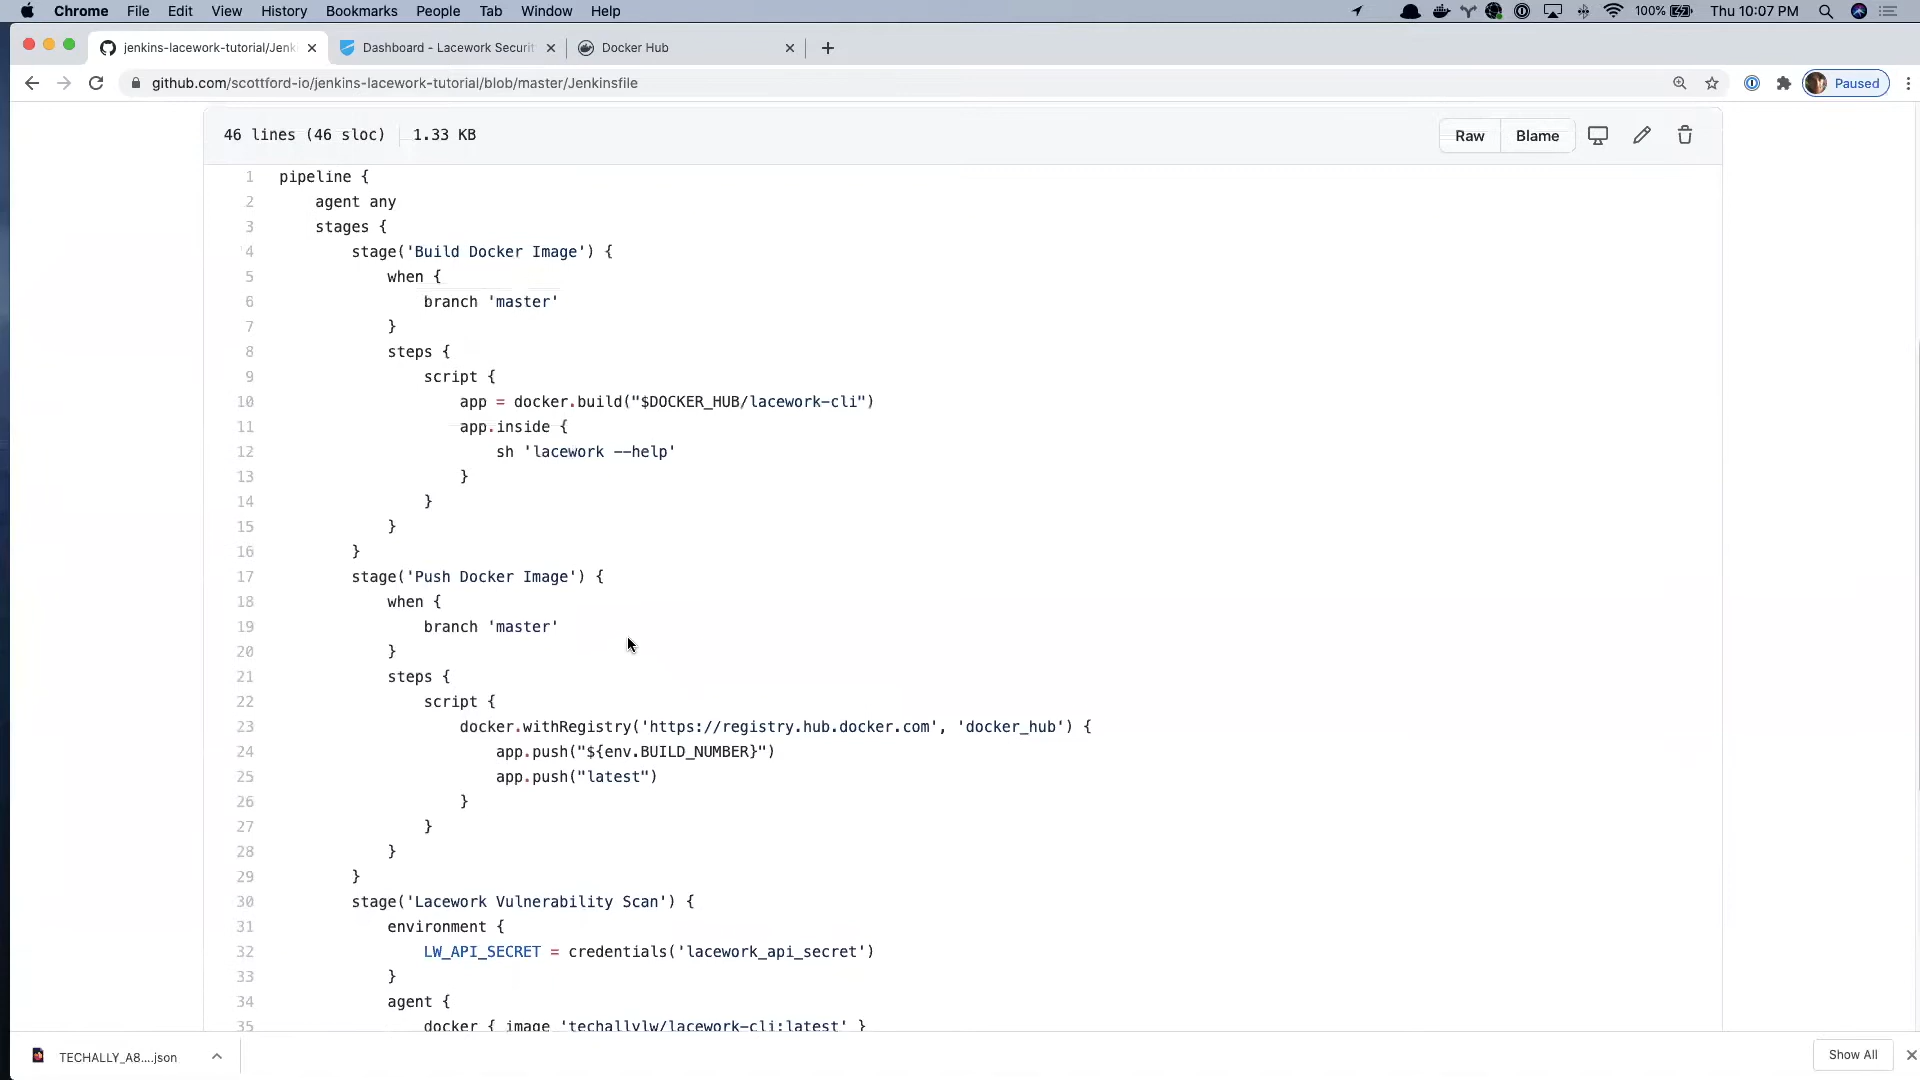 Chrome File Edit View History Bookmarks People Tab Window Help 100% Thu 10:07 PM
jenkins-lacework-tutorial/Jenki Dashboard - Lacework Securit Docker Hub
github.com/scottford-io/jenkins-lacework-tutorial/blob/master/Jenkinsfile Paused
46 lines (46 sloc) 1.33 KB Raw Blame
1 pipeline {
2 agent any
3 stages {
4 stage('Build Docker Image') {
5 when {
6 branch 'master'
7 }
8 steps {
9 script {
10 app = docker.build("$DOCKER_HUB/lacework-cli")
11 app.inside {
12 sh 'lacework --help'
13 }
14 }
15 }
16 }
17 stage('Push Docker Image') {
18 when {
19 branch 'master'
20 }
21 steps {
22 script {
23 docker.withRegistry('https://registry.hub.docker.com', 'docker_hub') {
24 app.push("${env.BUILD_NUMBER}")
25 app.push("latest")
26 }
27 }
28 }
29 }
30 stage('Lacework Vulnerability Scan') {
31 environment {
32 LW_API_SECRET = credentials('lacework_api_secret')
33 }
34 agent {
35 docker { image 'techallylw/lacework-cli:latest' }
TECHALLY_A8....json Show All